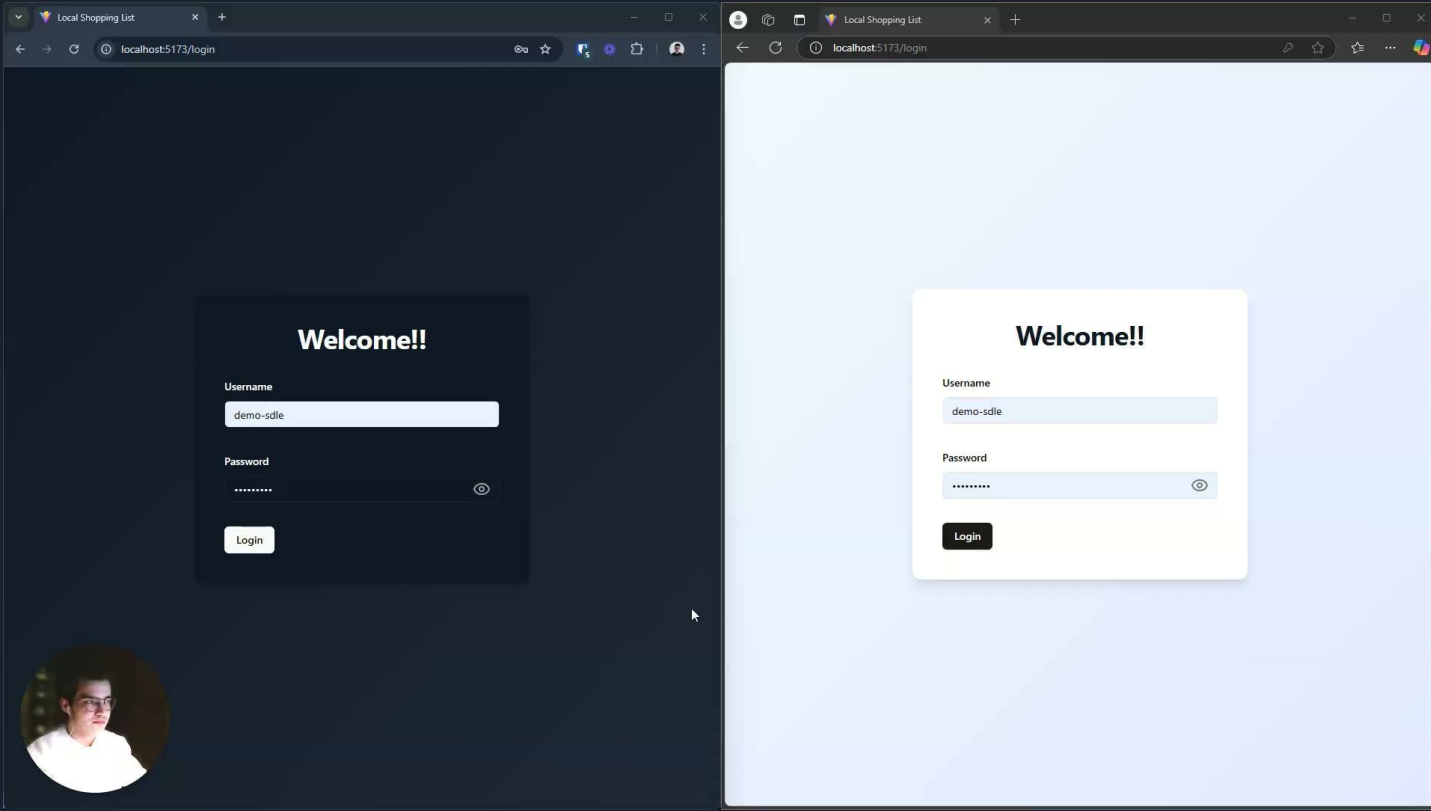 Local Shopping List
localhost:5173/login
Welcome!!
Username
demo-sdle
Password
•••••••••
Login
Local Shopping List
localhost:5173/login
Welcome!!
Username
demo-sdle
Password
•••••••••
Login